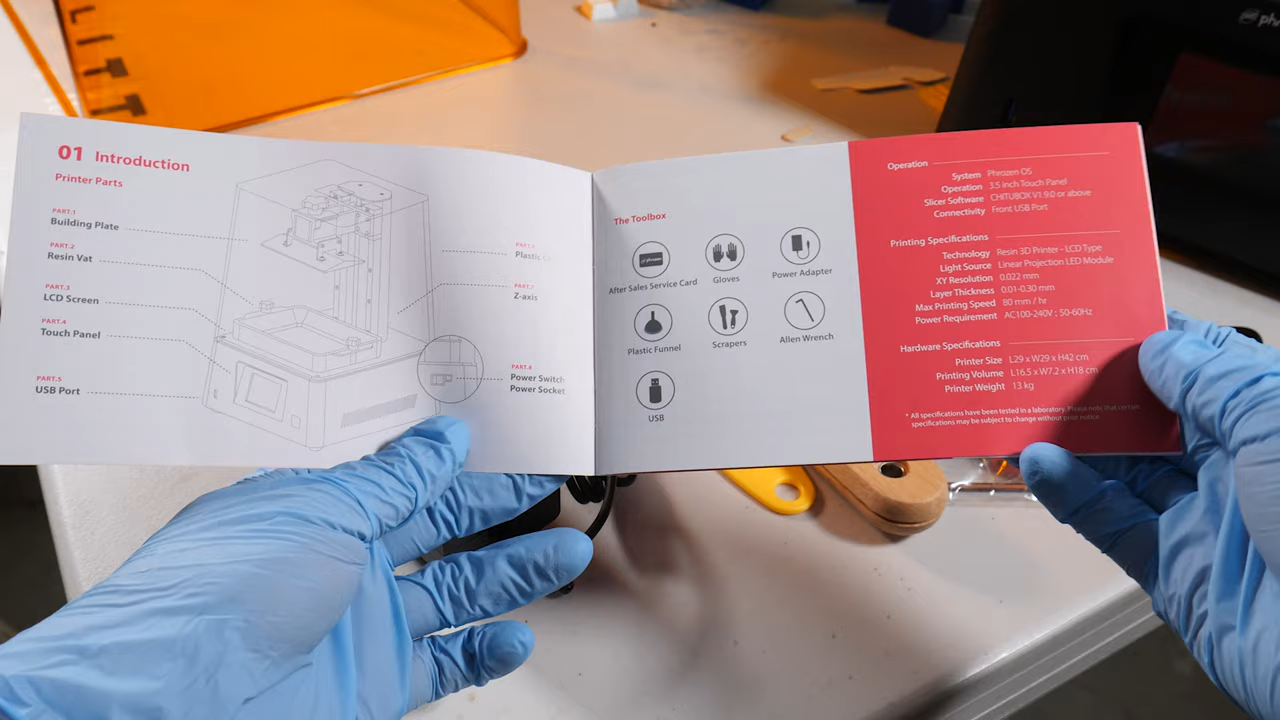 01 Introduction
Printer Parts
PART.1
Building Plate
PART.2
Resin Vat
PART.3
LCD Screen
PART.4
Touch Panel
PART.5
USB Port
Plastic
Z-axis
Power Switch
Power Socket
The Toolbox
After Sales Service Card
Gloves
Power Adapter
Plastic Funnel
Scrapers
Allen Wrench
USB
Operation
System Phrozen OS
Operation 3.5 inch Touch Panel
Slicer Software CHITUBOX V1.9.0 or above
Connectivity Front USB Port
Printing Specifications
Technology Resin 3D Printer - LCD Type
Light Source Linear Projection LED Module
XY Resolution 0.022 mm
Layer Thickness 0.01-0.30 mm
Max Printing Speed 80 mm / hr
Power Requirement AC100-240V ; 50-60Hz
Hardware Specifications
Printer Size L29 x W29 x H42 cm
Printing Volume L16.5 x W7.2 x H18 cm
Printer Weight 13 kg
* All specifications have been tested in a laboratory. Please note that certain
specifications may be subject to change without prior notice.